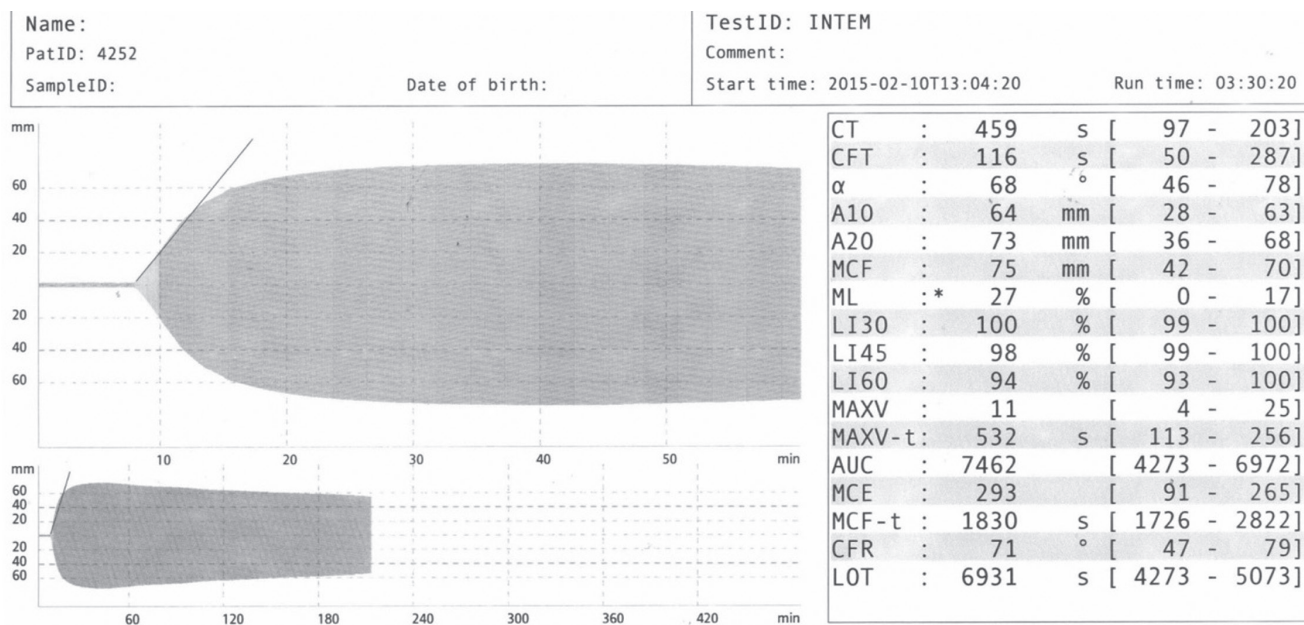 Name:
PatID: 4252
SampleID: Date of birth:
TestID: INTEM
Comment:
Start time: 2015-02-10T13:04:20 Run time: 03:30:20
mm
60
40
20
20
40
60
10 20 30 40 50 min
mm
60
40
20
20
40
60
60 120 180 240 300 360 420 min
CT : 459 s [ 97 - 203]
CFT : 116 s [ 50 - 287]
α : 68 ° [ 46 - 78]
A10 : 64 mm [ 28 - 63]
A20 : 73 mm [ 36 - 68]
MCF : 75 mm [ 42 - 70]
ML :* 27 % [ 0 - 17]
LI30 : 100 % [ 99 - 100]
LI45 : 98 % [ 99 - 100]
LI60 : 94 % [ 93 - 100]
MAXV : 11 [ 4 - 25]
MAXV-t: 532 s [ 113 - 256]
AUC : 7462 [ 4273 - 6972]
MCE : 293 [ 91 - 265]
MCF-t : 1830 s [ 1726 - 2822]
CFR : 71 ° [ 47 - 79]
LOT : 6931 s [ 4273 - 5073]